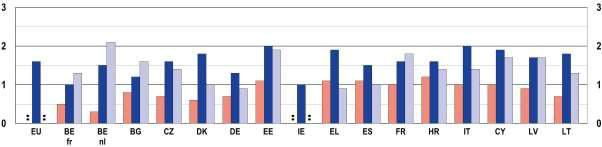 3 3
2 2
1 1
0 : : : : 0
EU BE BE BG CZ DK DE EE IE EL ES FR HR IT CY LV LT
fr nl